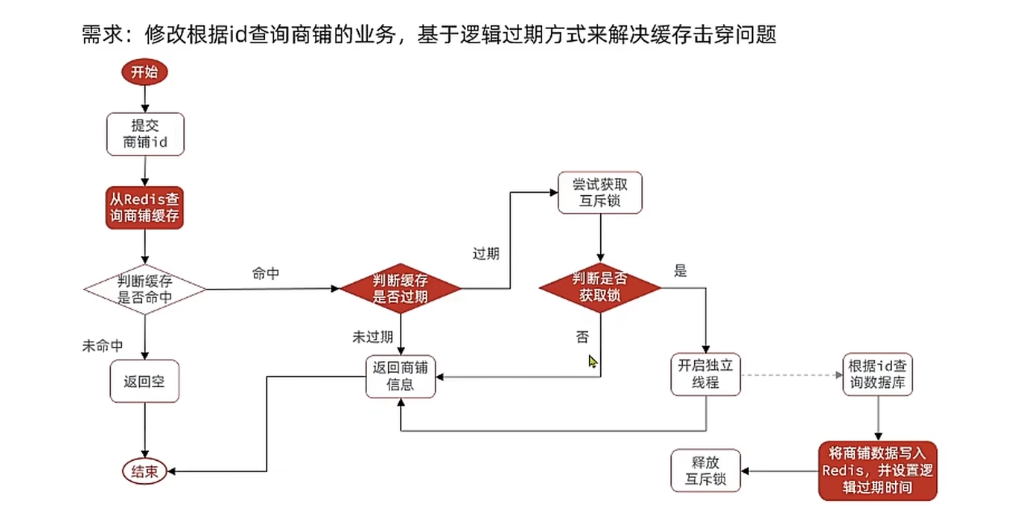 需求：修改根据id查询商铺的业务，基于逻辑过期方式来解决缓存击穿问题
开始
提交
商铺id
从Redis查
询商铺缓存
判断缓存
是否命中
命中
未命中
返回空
结束
判断缓存
是否过期
过期
未过期
返回商铺
信息
尝试获取
互斥锁
判断是否
获取锁
是
否
开启独立
线程
根据id查
询数据库
将商铺数据写入
Redis，并设置逻
辑过期时间
释放
互斥锁